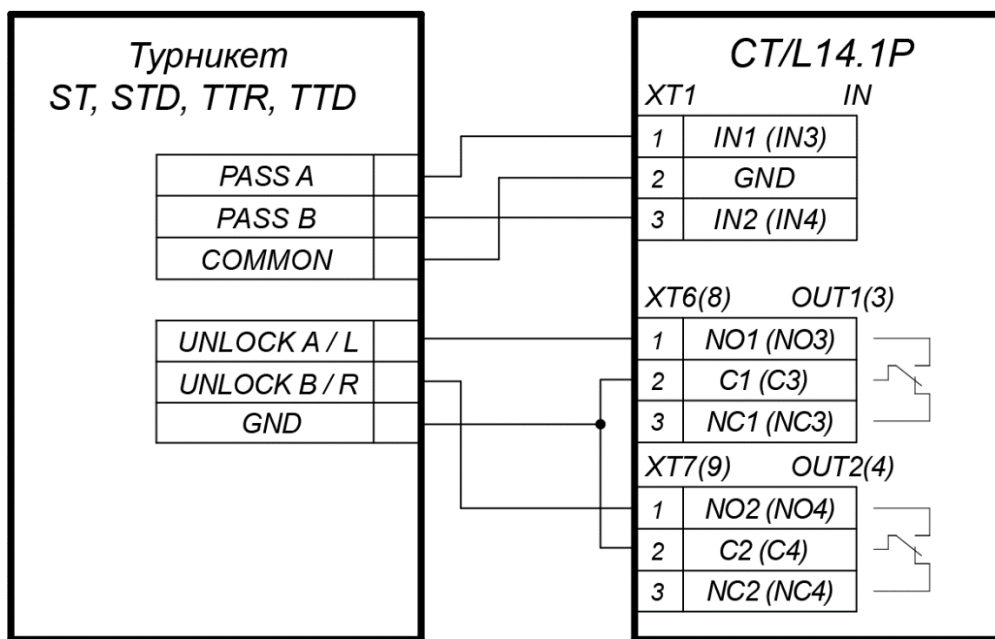 Турникет
ST, STD, TTR, TTD
PASS A
PASS B
COMMON
UNLOCK A / L
UNLOCK B / R
GND
CT/L14.1P
XT1 IN
1 IN1 (IN3)
2 GND
3 IN2 (IN4)
XT6(8) OUT1(3)
1 NO1 (NO3)
2 C1 (C3)
3 NC1 (NC3)
XT7(9) OUT2(4)
1 NO2 (NO4)
2 C2 (C4)
3 NC2 (NC4)